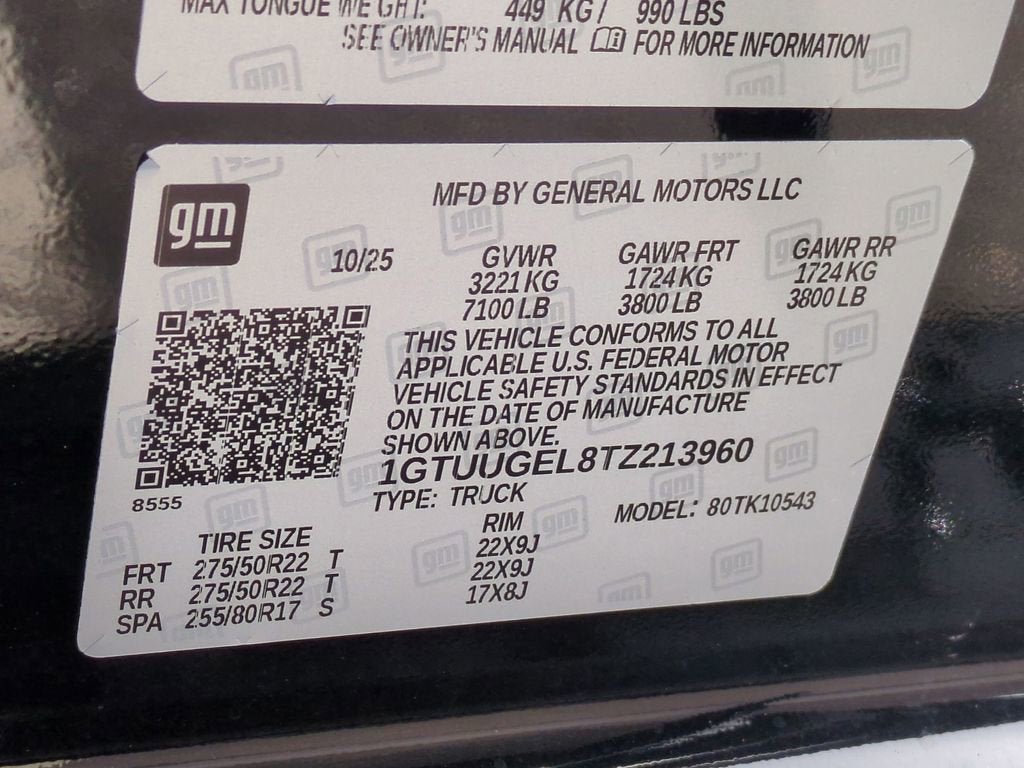 MAX TONGUE WEIGHT: 449 KG / 990 LBS
SEE OWNER'S MANUAL FOR MORE INFORMATION
gm
MFD BY GENERAL MOTORS LLC
10/25 GVWR GAWR FRT GAWR RR
3221 KG 1724 KG 1724 KG
7100 LB 3800 LB 3800 LB
THIS VEHICLE CONFORMS TO ALL
APPLICABLE U.S. FEDERAL MOTOR
VEHICLE SAFETY STANDARDS IN EFFECT
ON THE DATE OF MANUFACTURE
SHOWN ABOVE.
1GTUUGEL8TZ213960
8555
TYPE: TRUCK MODEL: 80TK10543
TIRE SIZE RIM
FRT 275/50R22 T 22X9J
RR 275/50R22 T 22X9J
SPA 255/80R17 S 17X8J